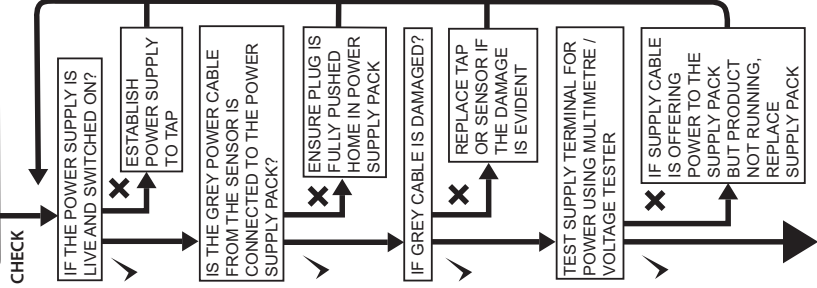 CHECK
IF THE POWER SUPPLY IS
LIVE AND SWITCHED ON?
ESTABLISH
POWER SUPPLY
TO TAP
IS THE GREY POWER CABLE
FROM THE SENSOR IS
CONNECTED TO THE POWER
SUPPLY PACK?
ENSURE PLUG IS
FULLY PUSHED
HOME IN POWER
SUPPLY PACK
IF GREY CABLE IS DAMAGED?
REPLACE TAP
OR SENSOR IF
THE DAMAGE
IS EVIDENT
TEST SUPPLY TERMINAL FOR
POWER USING MULTIMETRE /
VOLTAGE TESTER
IF SUPPLY CABLE
IS OFFERING
POWER TO THE
SUPPLY PACK
BUT PRODUCT
NOT RUNNING,
REPLACE
SUPPLY PACK